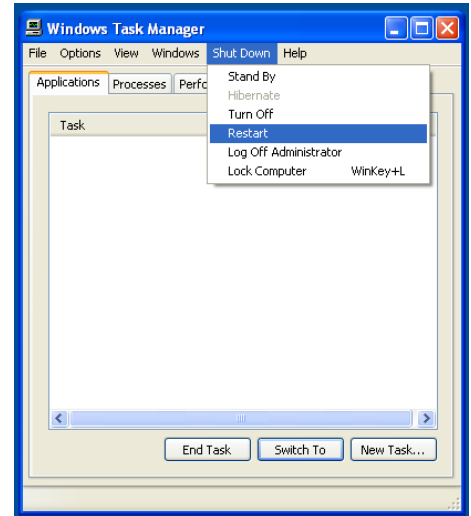 Windows Task Manager
File Options View Windows Shut Down Help
Applications Processes Perfo
Stand By
Hibernate
Turn Off
Restart
Log Off Administrator
Lock Computer WinKey+L
Task
End Task Switch To New Task...